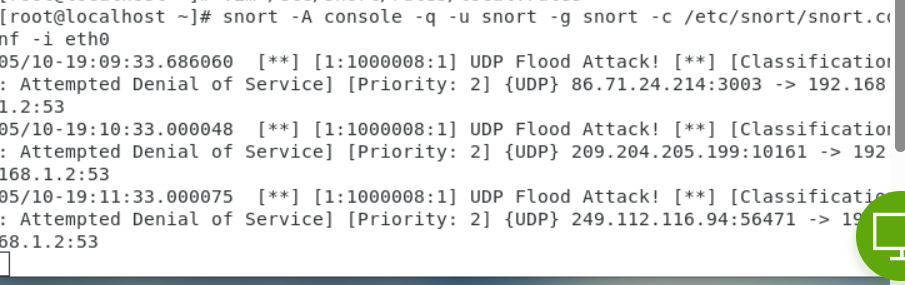 [root@localhost ~]# snort -A console -q -u snort -g snort -c /etc/snort/snort.co
nf -i eth0
05/10-19:09:33.686060  [**] [1:1000008:1] UDP Flood Attack! [**] [Classification
: Attempted Denial of Service] [Priority: 2] {UDP} 86.71.24.214:3003 -> 192.168
1.2:53
05/10-19:10:33.000048  [**] [1:1000008:1] UDP Flood Attack! [**] [Classification
: Attempted Denial of Service] [Priority: 2] {UDP} 209.204.205.199:10161 -> 192
168.1.2:53
05/10-19:11:33.000075  [**] [1:1000008:1] UDP Flood Attack! [**] [Classificatio
: Attempted Denial of Service] [Priority: 2] {UDP} 249.112.116.94:56471 -> 19
68.1.2:53